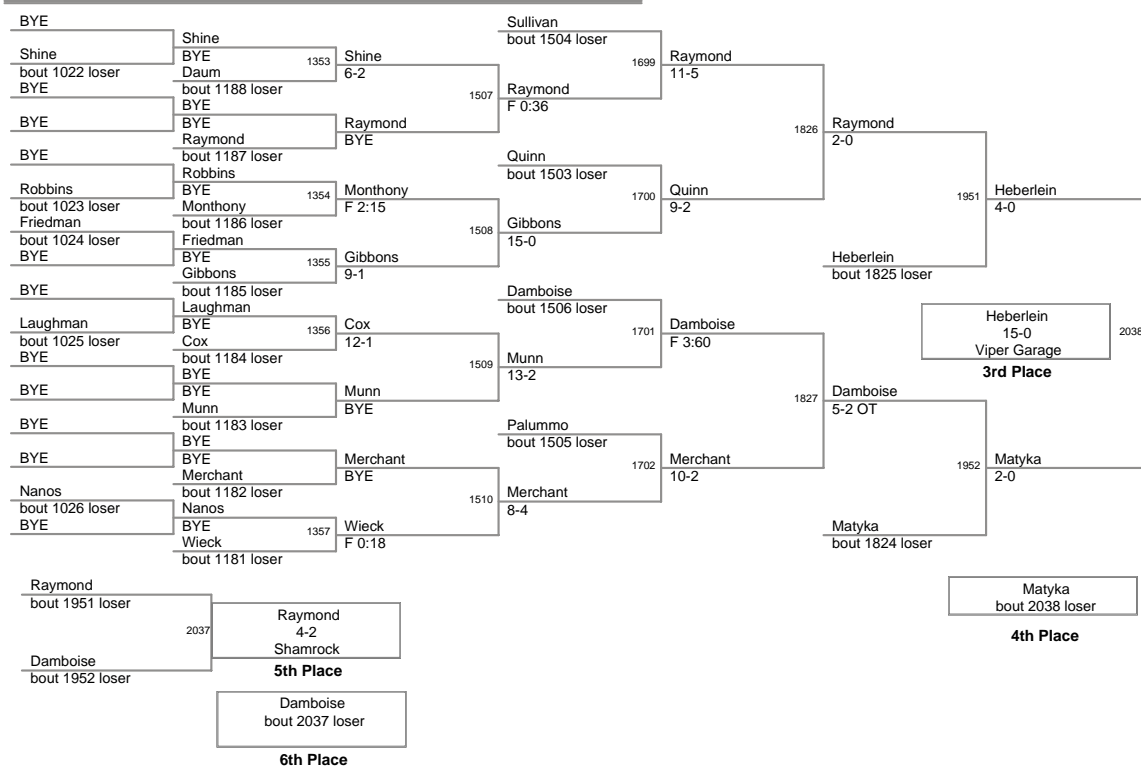 BYE
Shine
bout 1022 loser
BYE
BYE
BYE
Robbins
bout 1023 loser
Friedman
bout 1024 loser
BYE
BYE
Laughman
bout 1025 loser
BYE
BYE
BYE
BYE
Nanos
bout 1026 loser
BYE
Shine
BYE
Daum
bout 1188 loser
BYE
BYE
Raymond
bout 1187 loser
Robbins
BYE
Monthony
bout 1186 loser
Friedman
BYE
Gibbons
bout 1185 loser
Laughman
BYE
Cox
bout 1184 loser
BYE
BYE
Munn
bout 1183 loser
BYE
BYE
Merchant
bout 1182 loser
Nanos
BYE
Wieck
bout 1181 loser
1353
1354
1355
1356
1357
Shine
6-2
Raymond
BYE
Monthony
F 2:15
Gibbons
9-1
Cox
12-1
Munn
BYE
Merchant
BYE
Wieck
F 0:18
1507
1508
1509
1510
Sullivan
bout 1504 loser
Raymond
F 0:36
Quinn
bout 1503 loser
Gibbons
15-0
Damboise
bout 1506 loser
Munn
13-2
Palummo
bout 1505 loser
Merchant
8-4
1699
1700
1701
1702
Raymond
11-5
Quinn
9-2
Damboise
F 3:60
Merchant
10-2
1826
1827
Raymond
2-0
Heberlein
bout 1825 loser
Damboise
5-2 OT
Matyka
bout 1824 loser
1951
1952
Heberlein
4-0
Matyka
2-0
Heberlein
15-0
Viper Garage
2038
3rd Place
Matyka
bout 2038 loser
4th Place
Raymond
bout 1951 loser
Damboise
bout 1952 loser
2037
Raymond
4-2
Shamrock
5th Place
Damboise
bout 2037 loser
6th Place